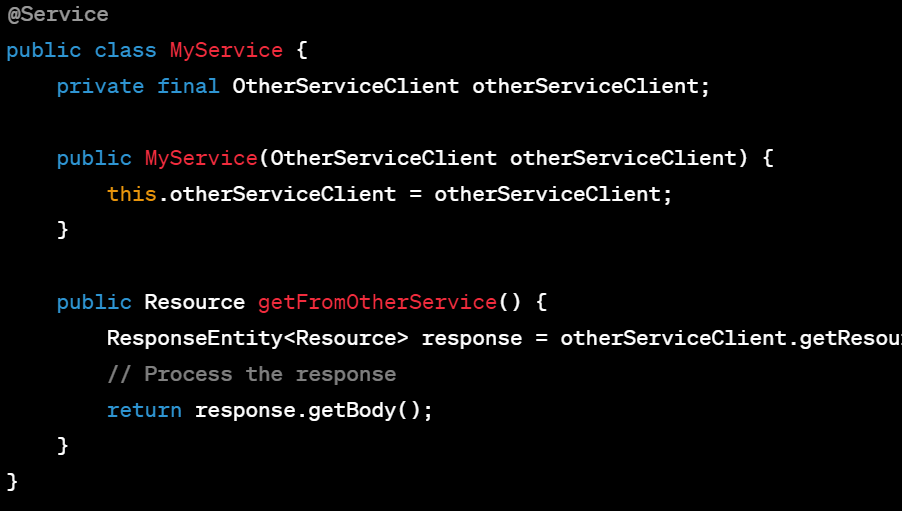 @Service
public class MyService {
    private final OtherServiceClient otherServiceClient;
    public MyService(OtherServiceClient otherServiceClient) {
        this.otherServiceClient = otherServiceClient;
    }
    public Resource getFromOtherService() {
        ResponseEntity<Resource> response = otherServiceClient.getResou
        // Process the response
        return response.getBody();
    }
}